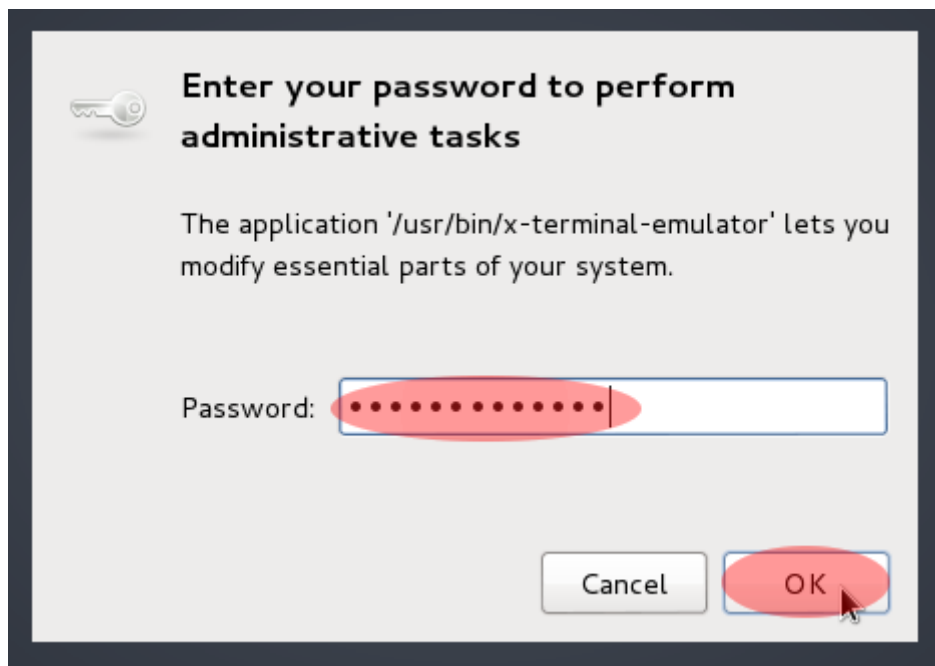 Enter your password to perform
administrative tasks
The application '/usr/bin/x-terminal-emulator' lets you
modify essential parts of your system.
Password: •••••••••••••
Cancel OK